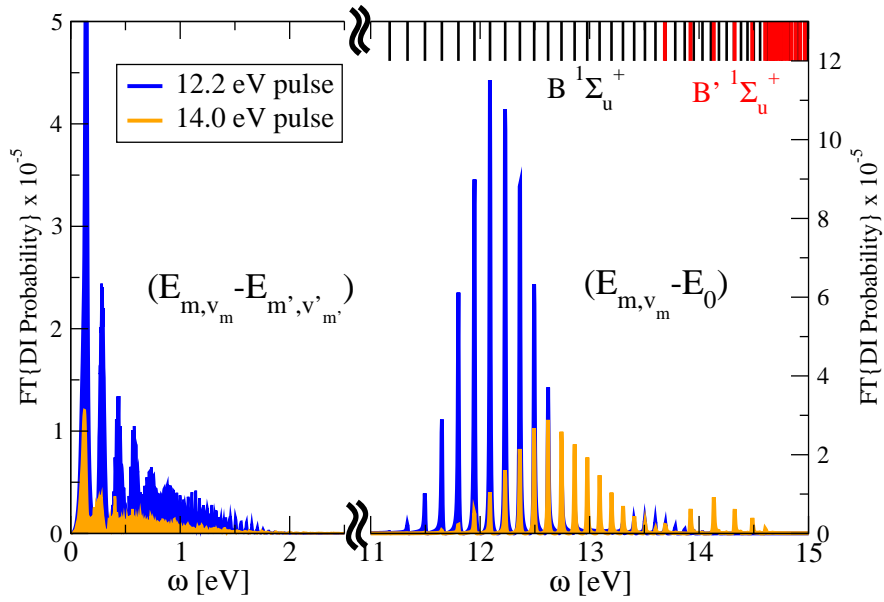 12.2 eV pulse
14.0 eV pulse
B ¹Σᵤ⁺
B' ¹Σᵤ⁺
(E_{m,v_m}-E_{m',v'_{m'}})
(E_{m,v_m}-E_0)
FT{DI Probability} x 10^{-5}
5
4
3
2
1
0
FT{DI Probability} x 10^{-5}
12
10
8
6
4
2
0
0 1 2 11 12 13 14 15
ω [eV] ω [eV]